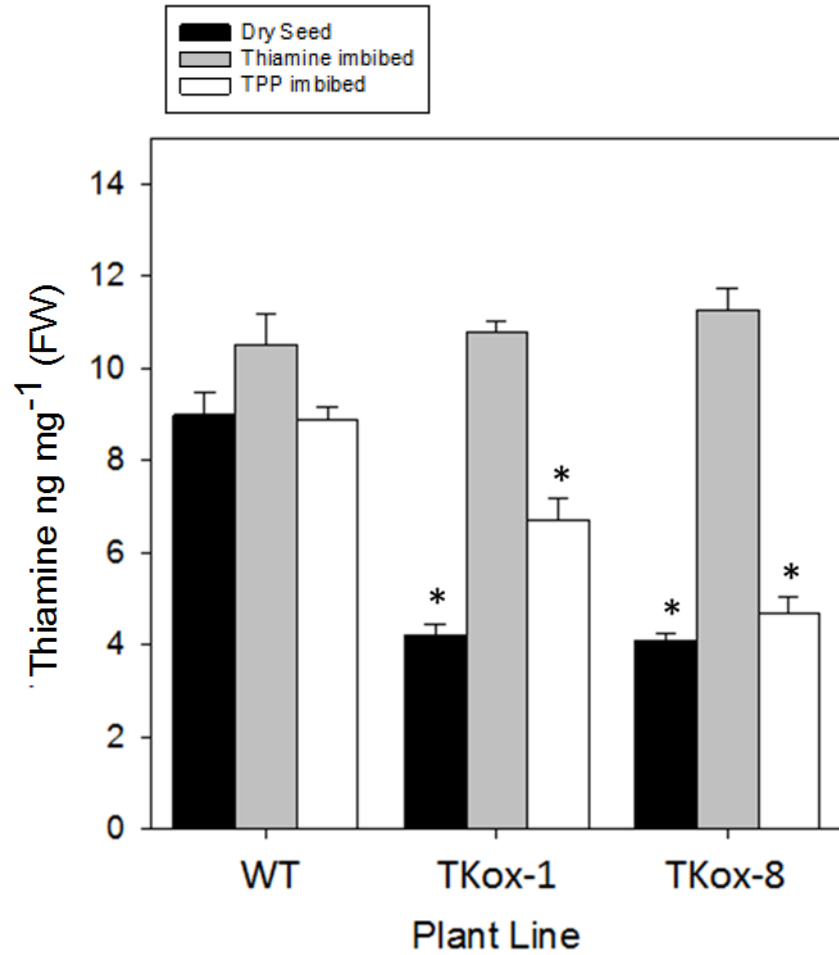 Dry Seed
Thiamine imbibed
TPP imbibed
Thiamine ng mg-1 (FW)
14
12
10
8
6
4
2
0
*
*
*
*
WT TKox-1 TKox-8
Plant Line